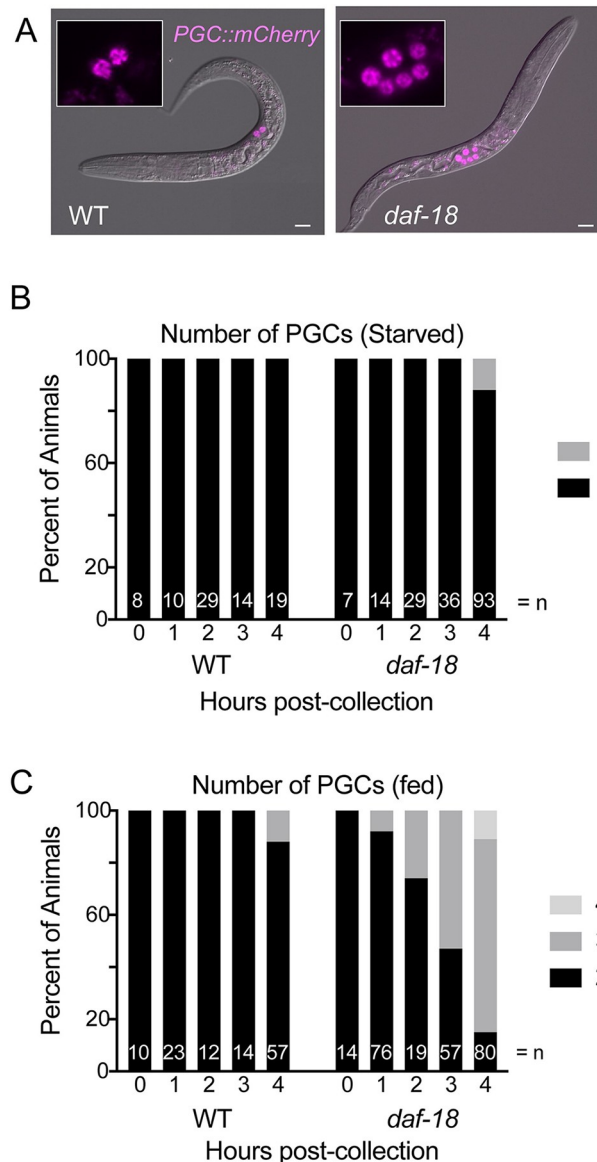 A
PGC::mCherry
WT
daf-18
B
Number of PGCs (Starved)
Percent of Animals
100
60
20
0
8 10 29 14 19 7 14 29 36 93 = n
0 1 2 3 4 0 1 2 3 4
WT daf-18
Hours post-collection
C
Number of PGCs (fed)
Percent of Animals
100
60
20
0
10 23 12 14 57 14 76 19 57 80 = n
0 1 2 3 4 0 1 2 3 4
WT daf-18
Hours post-collection